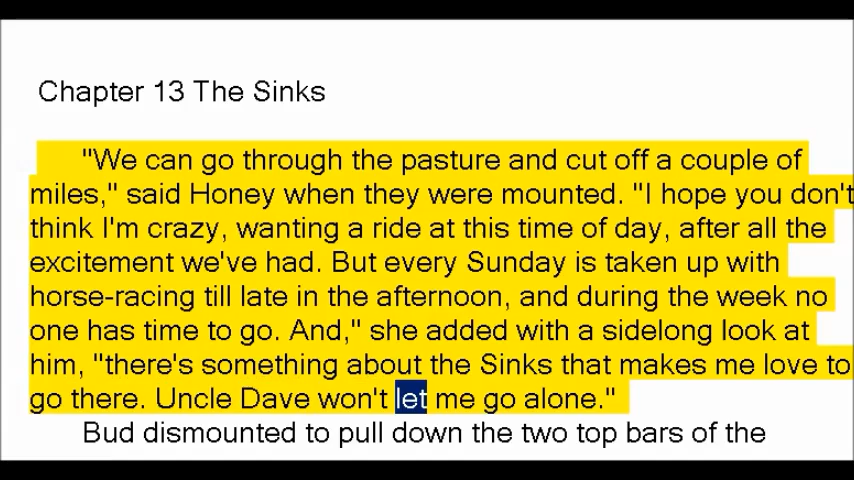 Chapter 13 The Sinks
"We can go through the pasture and cut off a couple of
miles," said Honey when they were mounted. "I hope you don't
think I'm crazy, wanting a ride at this time of day, after all the
excitement we've had. But every Sunday is taken up with
horse-racing till late in the afternoon, and during the week no
one has time to go. And," she added with a sidelong look at
him, "there's something about the Sinks that makes me love to
go there. Uncle Dave won't let me go alone."
Bud dismounted to pull down the two top bars of the